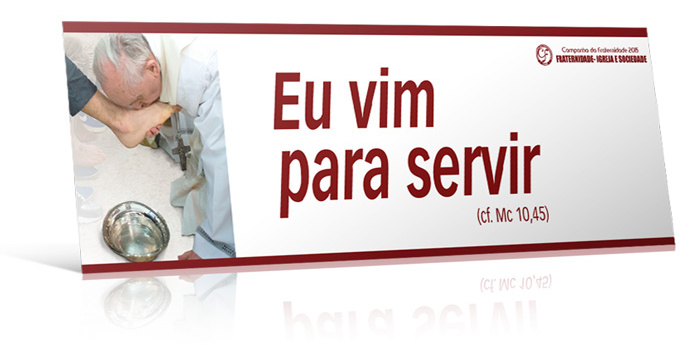 Campanha da Fraternidade 2015
FRATERNIDADE: IGREJA E SOCIEDADE
Eu vim
para servir
(cf. Mc 10,45)